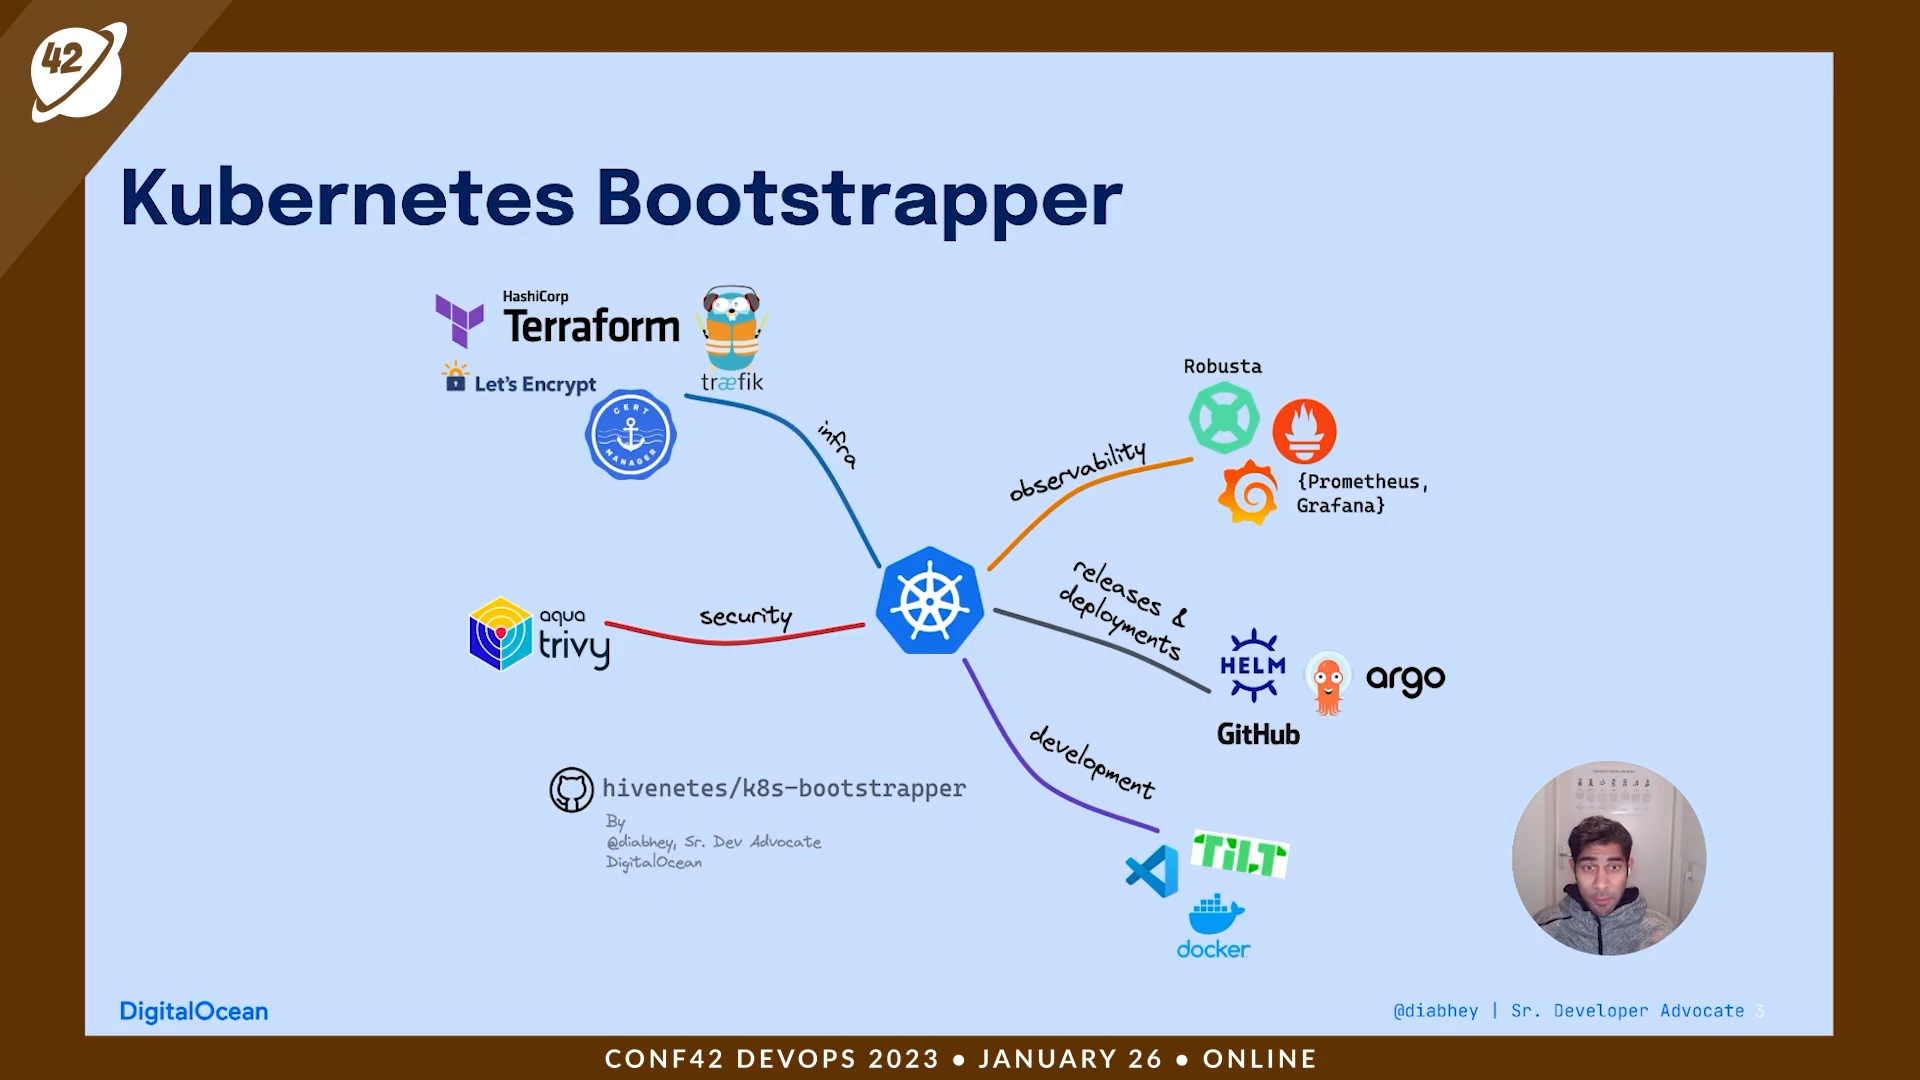 42
Kubernetes Bootstrapper
HashiCorp
Terraform
træfik
Let's Encrypt
CERT
MANAGER
infra
Robusta
observability
{Prometheus,
Grafana}
security
aqua
trivy
releases &
deployments
HELM
argo
GitHub
development
hivenetes/k8s-bootstrapper
By
@diabhey, Sr. Dev Advocate
DigitalOcean
TiLT
docker
DigitalOcean
@diabhey | Sr. Developer Advocate 3
CONF42 DEVOPS 2023 ● JANUARY 26 ● ONLINE